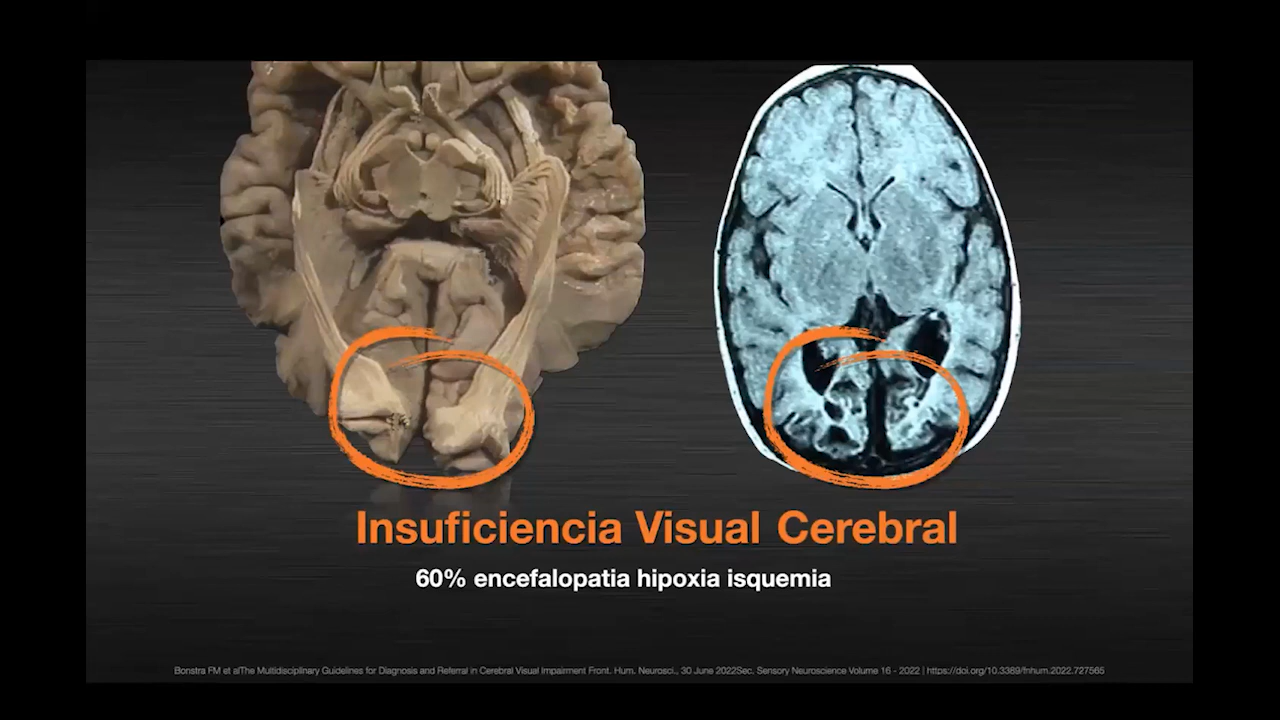 Insuficiencia Visual Cerebral
60% encefalopatia hipoxia isquemia
Bonstra FM et alThe Multidisciplinary Guidelines for Diagnosis and Referral in Cerebral Visual Impairment Front. Hum. Neurosci., 30 June 2022Sec. Sensory Neuroscience Volume 16 - 2022 | https://doi.org/10.3389/fnhum.2022.727565